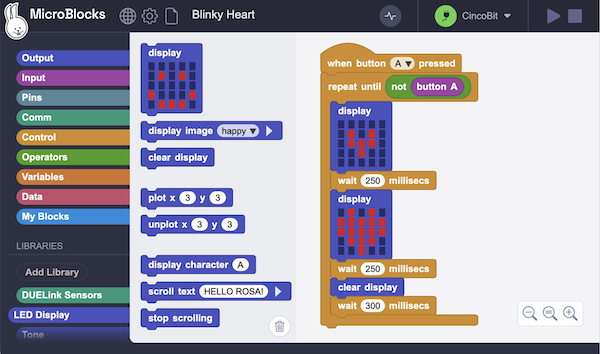 MicroBlocks
Blinky Heart
CincoBit
Output
Input
Pins
Comm
Control
Operators
Variables
Data
My Blocks
LIBRARIES
Add Library
DUELink Sensors
LED Display
Tone
display
display image happy
clear display
plot x 3 y 3
unplot x 3 y 3
display character A
scroll text HELLO ROSA!
stop scrolling
when button A pressed
repeat until not button A
display
wait 250 millisecs
display
wait 250 millisecs
clear display
wait 300 millisecs